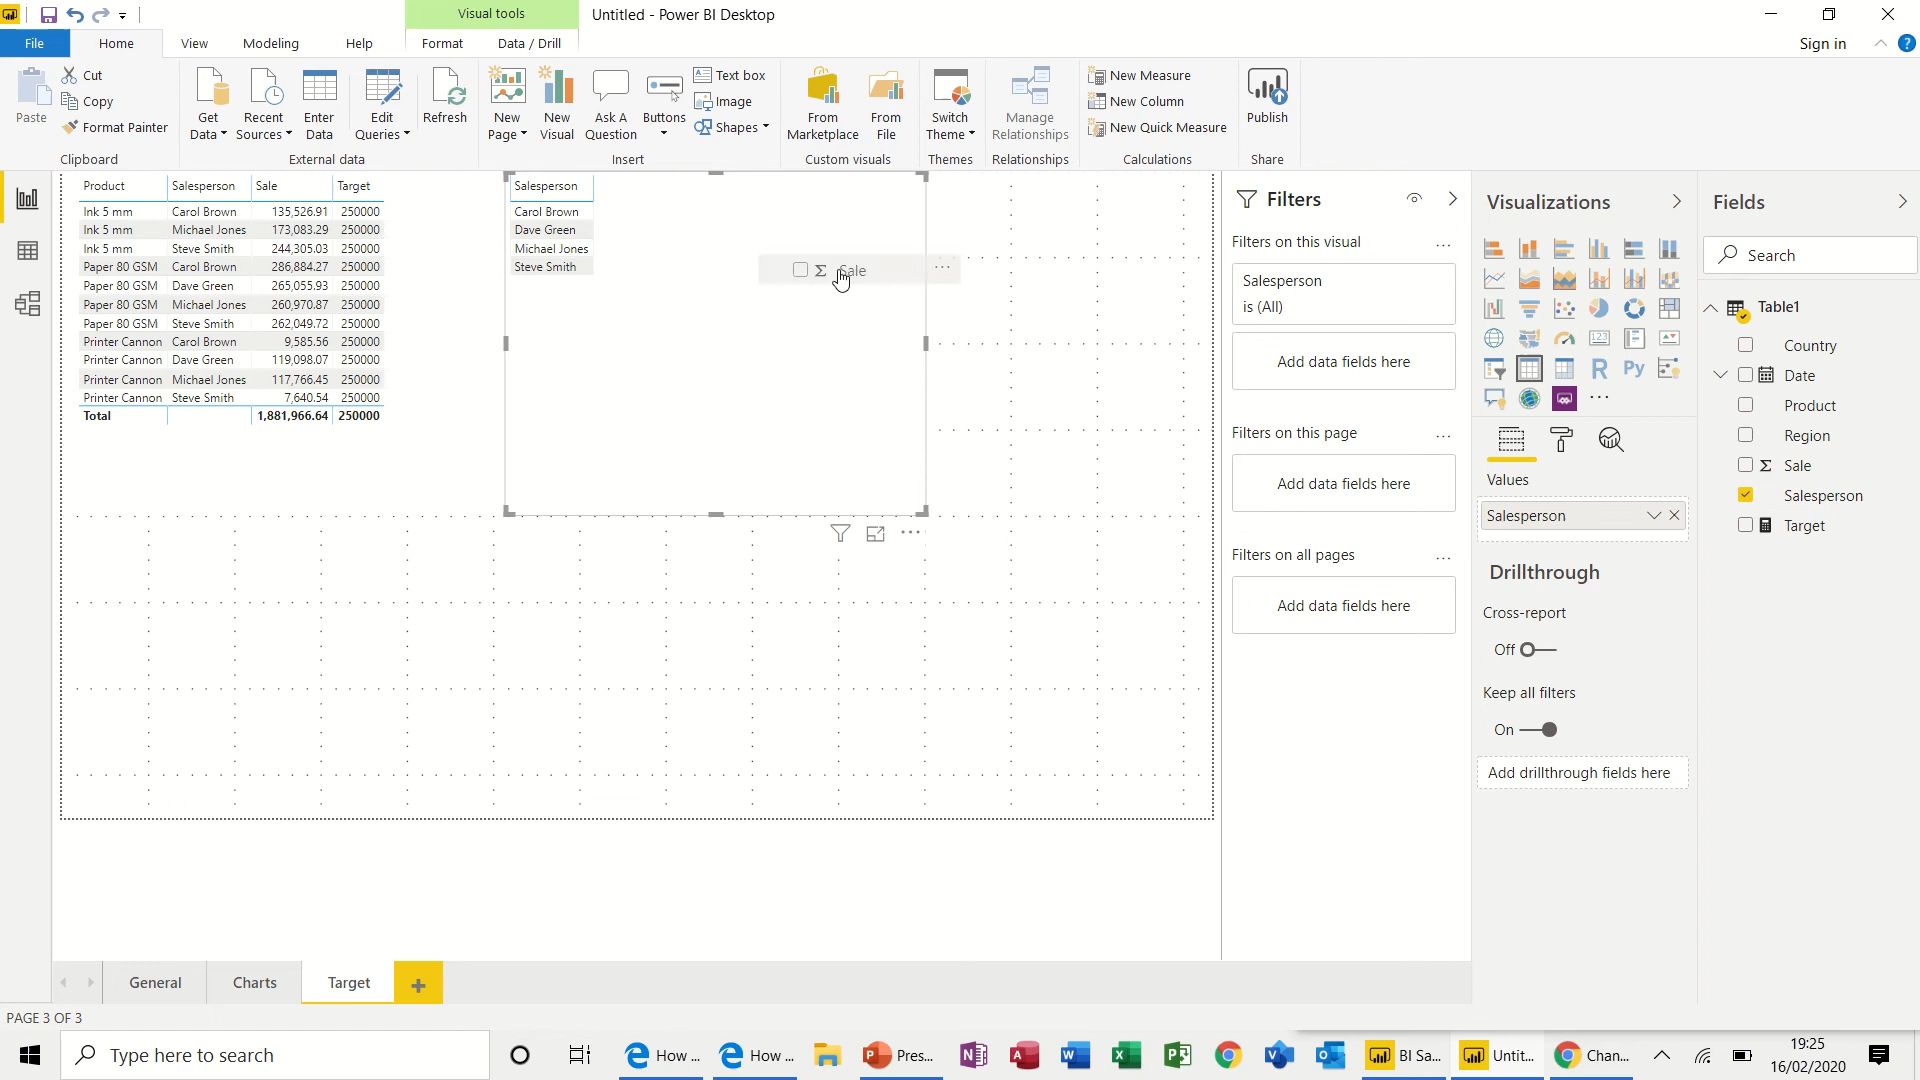 Visual tools
Untitled - Power BI Desktop
File
Home
View
Modeling
Help
Format
Data / Drill
Sign in
Paste
Cut
Copy
Format Painter
Clipboard
Get Data
Recent Sources
Enter Data
Edit Queries
External data
Refresh
New Page
New Visual
Ask A Question
Buttons
Text box
Image
Shapes
Insert
From Marketplace
From File
Custom visuals
Switch Theme
Themes
Manage Relationships
Relationships
New Measure
New Column
New Quick Measure
Calculations
Publish
Share
Product Salesperson Sale Target
Ink 5 mm Carol Brown 135,526.91 250000
Ink 5 mm Michael Jones 173,083.29 250000
Ink 5 mm Steve Smith 244,305.03 250000
Paper 80 GSM Carol Brown 286,884.27 250000
Paper 80 GSM Dave Green 265,055.93 250000
Paper 80 GSM Michael Jones 260,970.87 250000
Paper 80 GSM Steve Smith 262,049.72 250000
Printer Cannon Carol Brown 9,585.56 250000
Printer Cannon Dave Green 119,098.07 250000
Printer Cannon Michael Jones 117,766.45 250000
Printer Cannon Steve Smith 7,640.54 250000
Total 1,881,966.64 250000
Salesperson
Carol Brown
Dave Green
Michael Jones
Steve Smith
Σ Sale
Filters
Filters on this visual
Salesperson
is (All)
Add data fields here
Filters on this page
Add data fields here
Filters on all pages
Add data fields here
Visualizations
R
Py
123
Values
Salesperson
Drillthrough
Cross-report
Off
Keep all filters
On
Add drillthrough fields here
Fields
Search
Table1
Country
Date
Product
Region
Σ Sale
Salesperson
Target
General
Charts
Target
PAGE 3 OF 3
Type here to search
How ...
How ...
Pres...
BI Sa...
Untit...
Chan...
19:25
16/02/2020